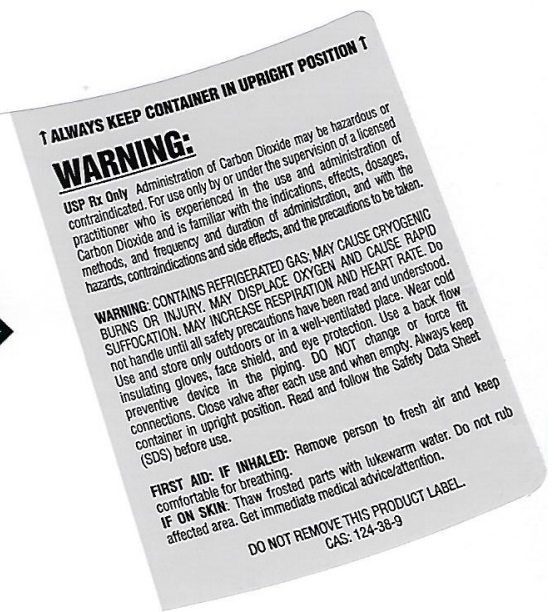 ↑ ALWAYS KEEP CONTAINER IN UPRIGHT POSITION ↑
WARNING:
USP Rx Only Administration of Carbon Dioxide may be hazardous or
contraindicated. For use only by or under the supervision of a licensed
practitioner who is experienced in the use and administration of
Carbon Dioxide and is familiar with the indications, effects, dosages,
methods, and frequency and duration of administration, and with the
hazards, contraindications and side effects, and the precautions to be taken.
WARNING: CONTAINS REFRIGERATED GAS; MAY CAUSE CRYOGENIC
BURNS OR INJURY. MAY DISPLACE OXYGEN AND CAUSE RAPID
SUFFOCATION. MAY INCREASE RESPIRATION AND HEART RATE. Do
not handle until all safety precautions have been read and understood.
Use and store only outdoors or in a well-ventilated place. Wear cold
insulating gloves, face shield, and eye protection. Use a back flow
preventive device in the piping. DO NOT change or force fit
connections. Close valve after each use and when empty. Always keep
container in upright position. Read and follow the Safety Data Sheet
(SDS) before use.
FIRST AID: IF INHALED: Remove person to fresh air and keep
comfortable for breathing.
IF ON SKIN: Thaw frosted parts with lukewarm water. Do not rub
affected area. Get immediate medical advice/attention.
DO NOT REMOVE THIS PRODUCT LABEL.
CAS: 124-38-9